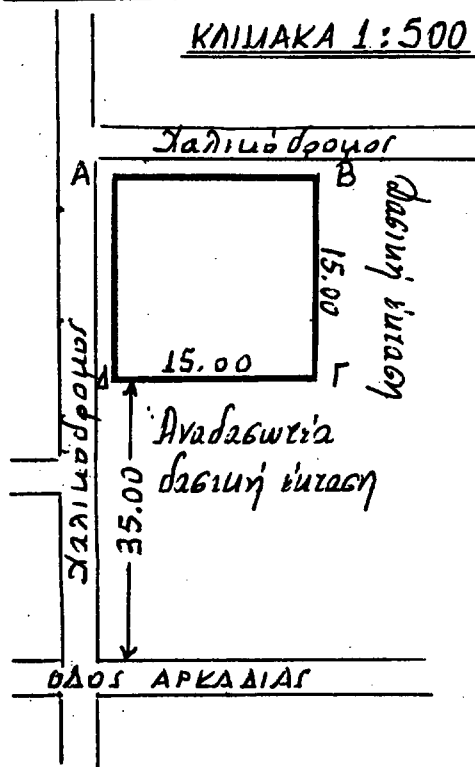 ΚΛΙΜΑΚΑ 1:500
Χαλικόδρομος
Α
Β
δασική έκταση
15.00
15.00
Δ
Γ
Χαλικόδρομος
Αναδασωτέα
δασική έκταση
35.00
ΟΔΟΣ ΑΡΚΑΔΙΑΣ